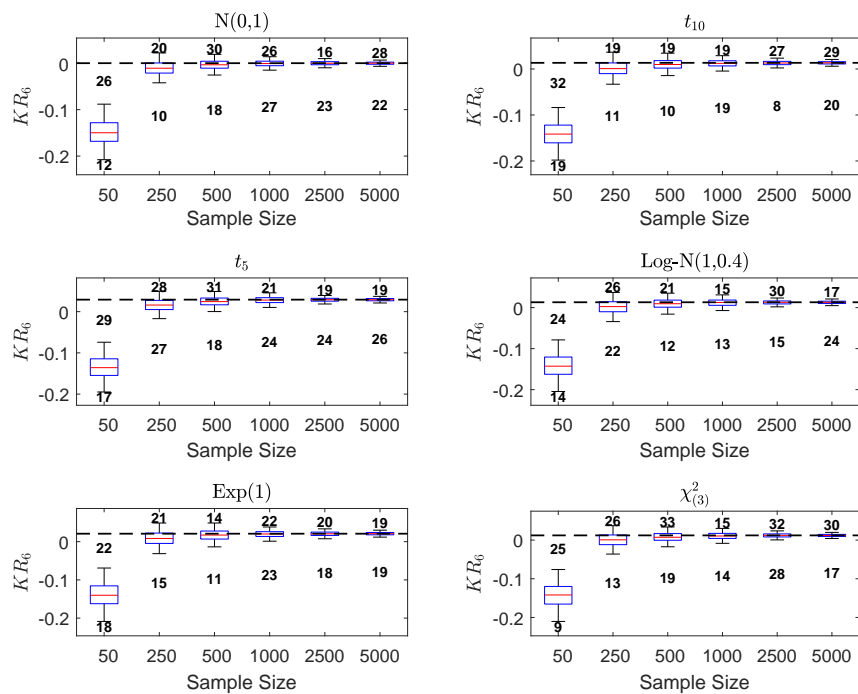 N(0,1)
20 30 26 16 28
0
26
-0.1
10 18 27 23 22
-0.2
12
KR₆
50 250 500 1000 2500 5000
Sample Size
t₁₀
19 19 19 27 29
0
32
-0.1
11 10 19 8 20
-0.2
19
KR₆
50 250 500 1000 2500 5000
Sample Size
t₅
28 31 21 19 19
0
29
-0.1
27 18 24 24 26
-0.2
17
KR₆
50 250 500 1000 2500 5000
Sample Size
Log-N(1,0.4)
26 21 15 30 17
0
24
-0.1
22 12 13 15 24
-0.2
14
KR₆
50 250 500 1000 2500 5000
Sample Size
Exp(1)
21 14 22 20 19
0
22
-0.1
15 11 23 18 19
-0.2
18
KR₆
50 250 500 1000 2500 5000
Sample Size
χ²₍₃₎
26 33 15 32 30
0
25
-0.1
13 19 14 28 17
-0.2
9
KR₆
50 250 500 1000 2500 5000
Sample Size